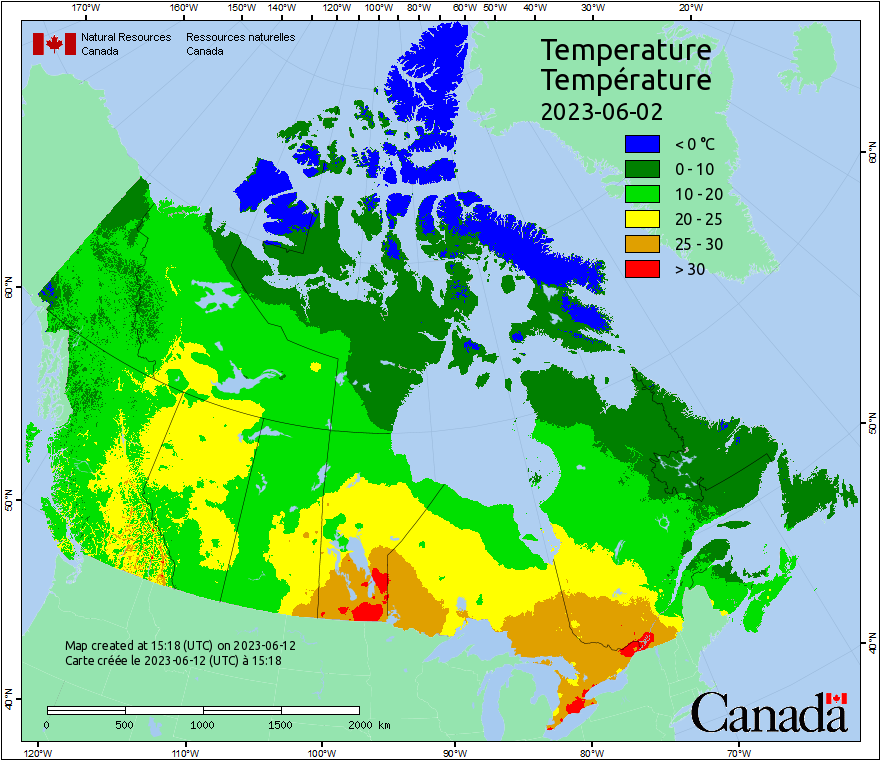 170°W 160°W 150°W 140°W 120°W 100°W 80°W 60°W 50°W 40°W 30°W 20°W
Natural Resources Ressources naturelles
Canada Canada
Temperature
Température
2023-06-02
< 0 °C
0 - 10
10 - 20
20 - 25
25 - 30
> 30
60°N 60°N
50°N 50°N
40°N 40°N
Map created at 15:18 (UTC) on 2023-06-12
Carte créée le 2023-06-12 (UTC) à 15:18
0 500 1000 1500 2000 km
Canada
120°W 110°W 100°W 90°W 80°W 70°W